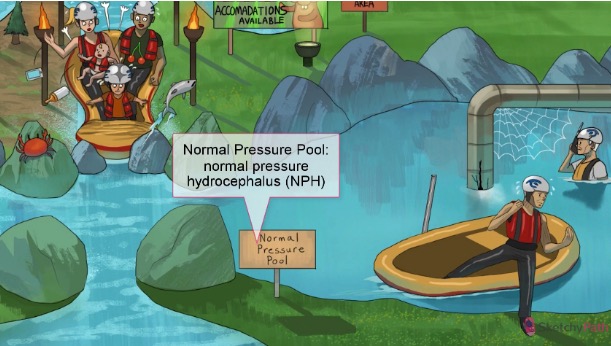 ACCOMADATIONS
AVAILABLE
AREA
Normal Pressure Pool:
normal pressure
hydrocephalus (NPH)
Normal
Pressure
Pool
SketchyPath